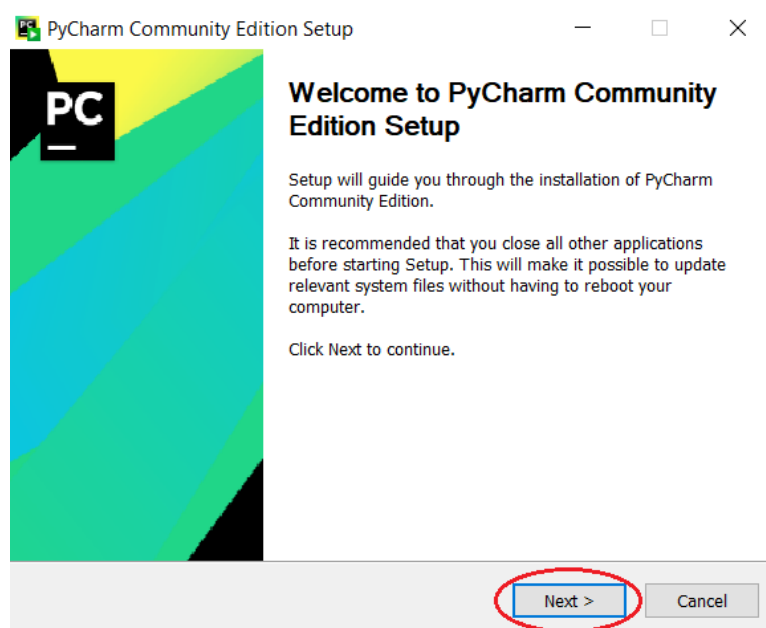 PyCharm Community Edition Setup
PC
Welcome to PyCharm Community
Edition Setup
Setup will guide you through the installation of PyCharm
Community Edition.
It is recommended that you close all other applications
before starting Setup. This will make it possible to update
relevant system files without having to reboot your
computer.
Click Next to continue.
Next >
Cancel